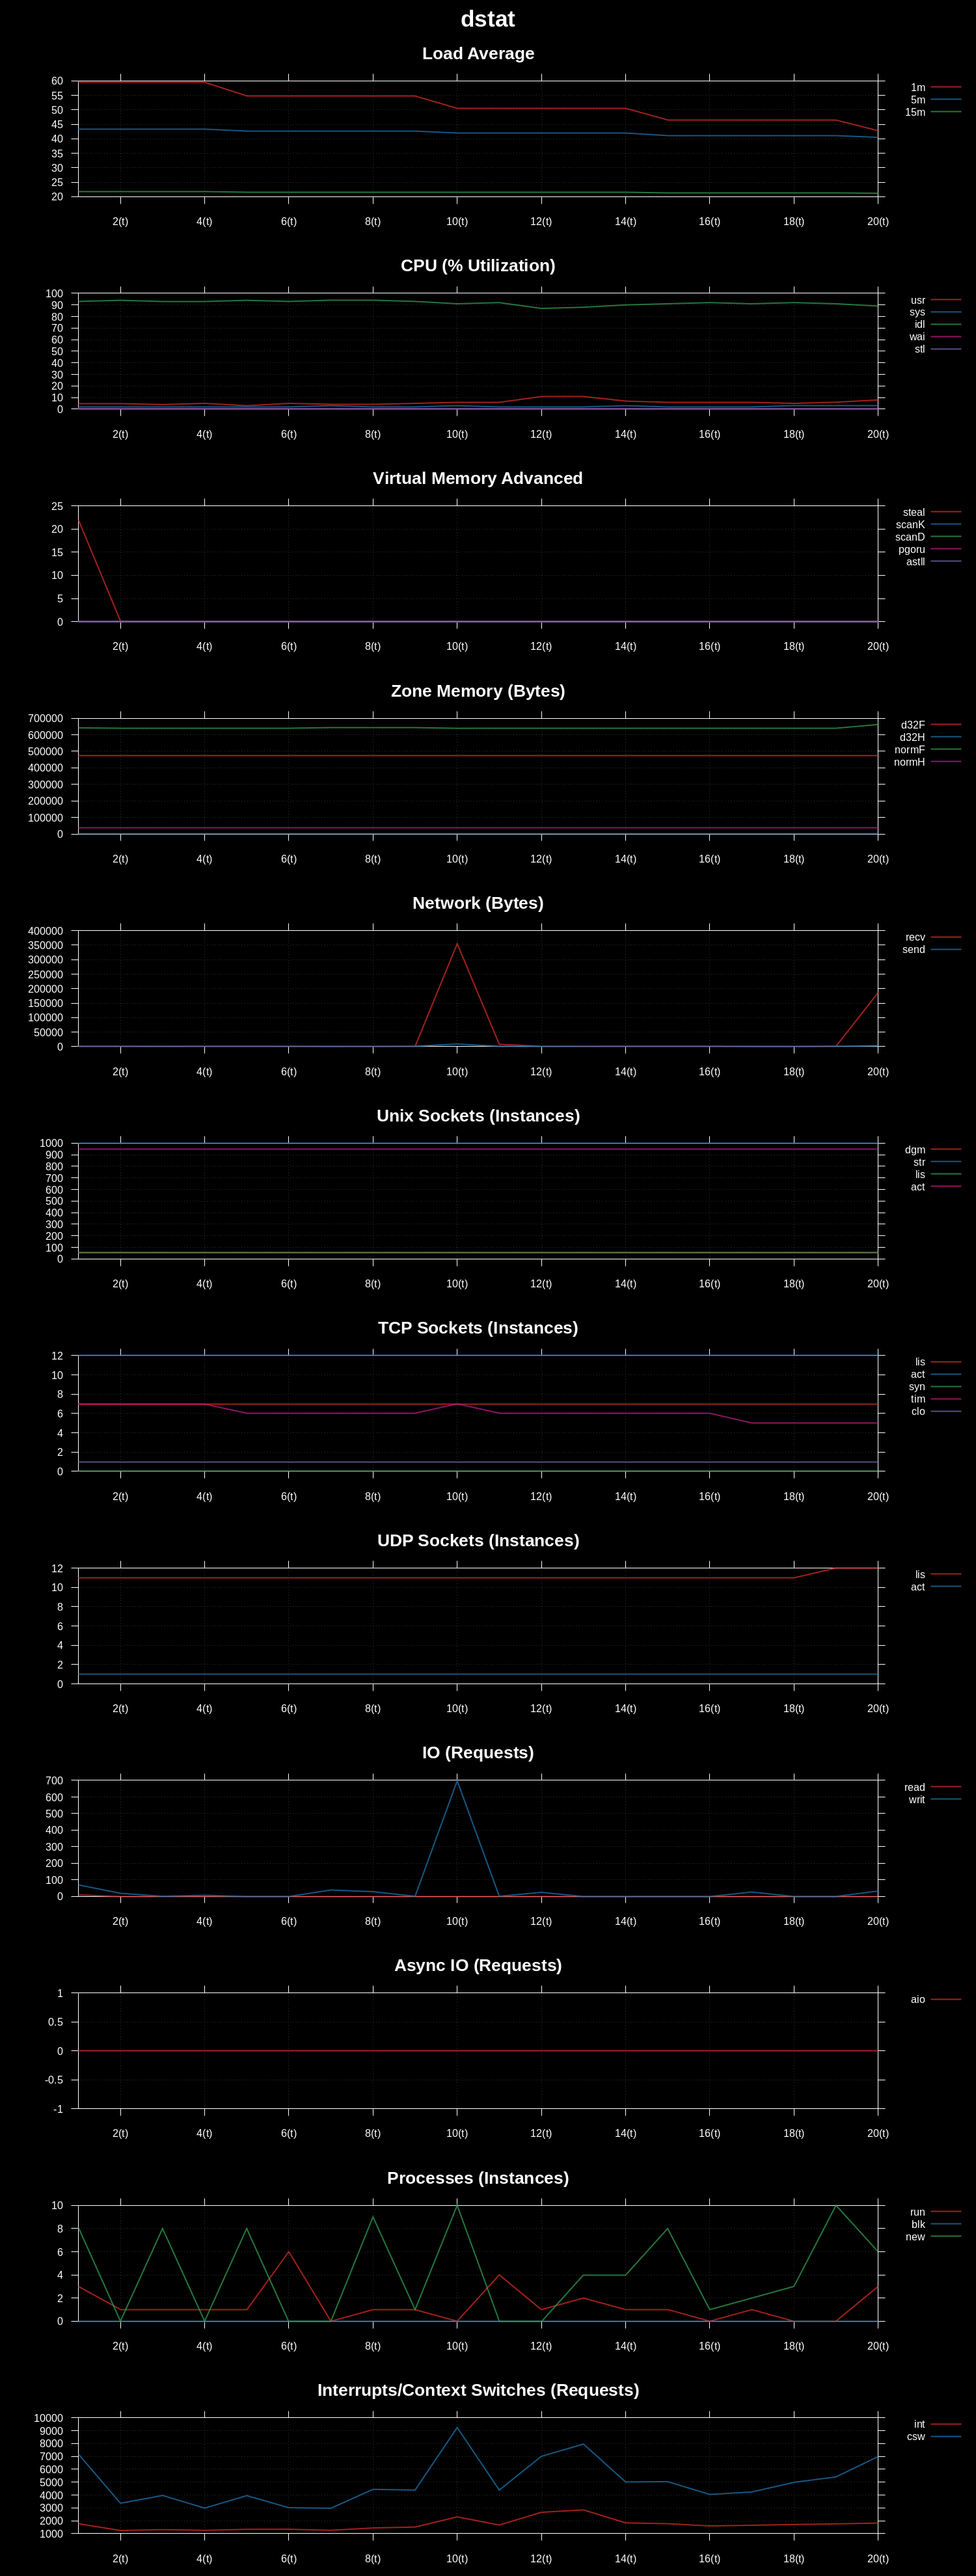 dstat
Load Average
60
55
50
45
40
35
30
25
20
1m
5m
15m
2(t) 4(t) 6(t) 8(t) 10(t) 12(t) 14(t) 16(t) 18(t) 20(t)
CPU (% Utilization)
100
90
80
70
60
50
40
30
20
10
0
usr
sys
idl
wai
stl
2(t) 4(t) 6(t) 8(t) 10(t) 12(t) 14(t) 16(t) 18(t) 20(t)
Virtual Memory Advanced
25
20
15
10
5
0
steal
scanK
scanD
pgoru
astll
2(t) 4(t) 6(t) 8(t) 10(t) 12(t) 14(t) 16(t) 18(t) 20(t)
Zone Memory (Bytes)
700000
600000
500000
400000
300000
200000
100000
0
d32F
d32H
normF
normH
2(t) 4(t) 6(t) 8(t) 10(t) 12(t) 14(t) 16(t) 18(t) 20(t)
Network (Bytes)
400000
350000
300000
250000
200000
150000
100000
50000
0
recv
send
2(t) 4(t) 6(t) 8(t) 10(t) 12(t) 14(t) 16(t) 18(t) 20(t)
Unix Sockets (Instances)
1000
900
800
700
600
500
400
300
200
100
0
dgm
str
lis
act
2(t) 4(t) 6(t) 8(t) 10(t) 12(t) 14(t) 16(t) 18(t) 20(t)
TCP Sockets (Instances)
12
10
8
6
4
2
0
lis
act
syn
tim
clo
2(t) 4(t) 6(t) 8(t) 10(t) 12(t) 14(t) 16(t) 18(t) 20(t)
UDP Sockets (Instances)
12
10
8
6
4
2
0
lis
act
2(t) 4(t) 6(t) 8(t) 10(t) 12(t) 14(t) 16(t) 18(t) 20(t)
IO (Requests)
700
600
500
400
300
200
100
0
read
writ
2(t) 4(t) 6(t) 8(t) 10(t) 12(t) 14(t) 16(t) 18(t) 20(t)
Async IO (Requests)
1
0.5
0
-0.5
-1
aio
2(t) 4(t) 6(t) 8(t) 10(t) 12(t) 14(t) 16(t) 18(t) 20(t)
Processes (Instances)
10
8
6
4
2
0
run
blk
new
2(t) 4(t) 6(t) 8(t) 10(t) 12(t) 14(t) 16(t) 18(t) 20(t)
Interrupts/Context Switches (Requests)
10000
9000
8000
7000
6000
5000
4000
3000
2000
1000
int
csw
2(t) 4(t) 6(t) 8(t) 10(t) 12(t) 14(t) 16(t) 18(t) 20(t)